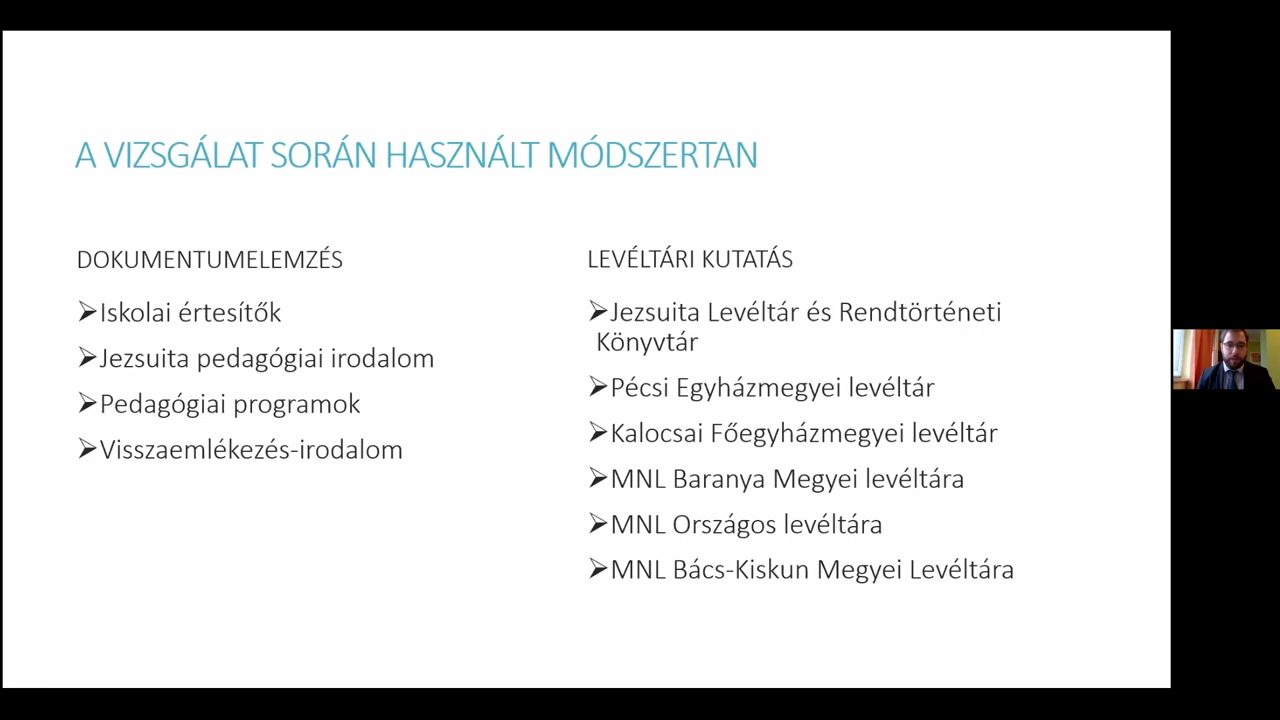 A VIZSGÁLAT SORÁN HASZNÁLT MÓDSZERTAN
DOKUMENTUMELEMZÉS
➢Iskolai értesítők
➢Jezsuita pedagógiai irodalom
➢Pedagógiai programok
➢Visszaemlékezés-irodalom
LEVÉLTÁRI KUTATÁS
➢Jezsuita Levéltár és Rendtörténeti
Könyvtár
➢Pécsi Egyházmegyei levéltár
➢Kalocsai Főegyházmegyei levéltár
➢MNL Baranya Megyei levéltára
➢MNL Országos levéltára
➢MNL Bács-Kiskun Megyei Levéltára